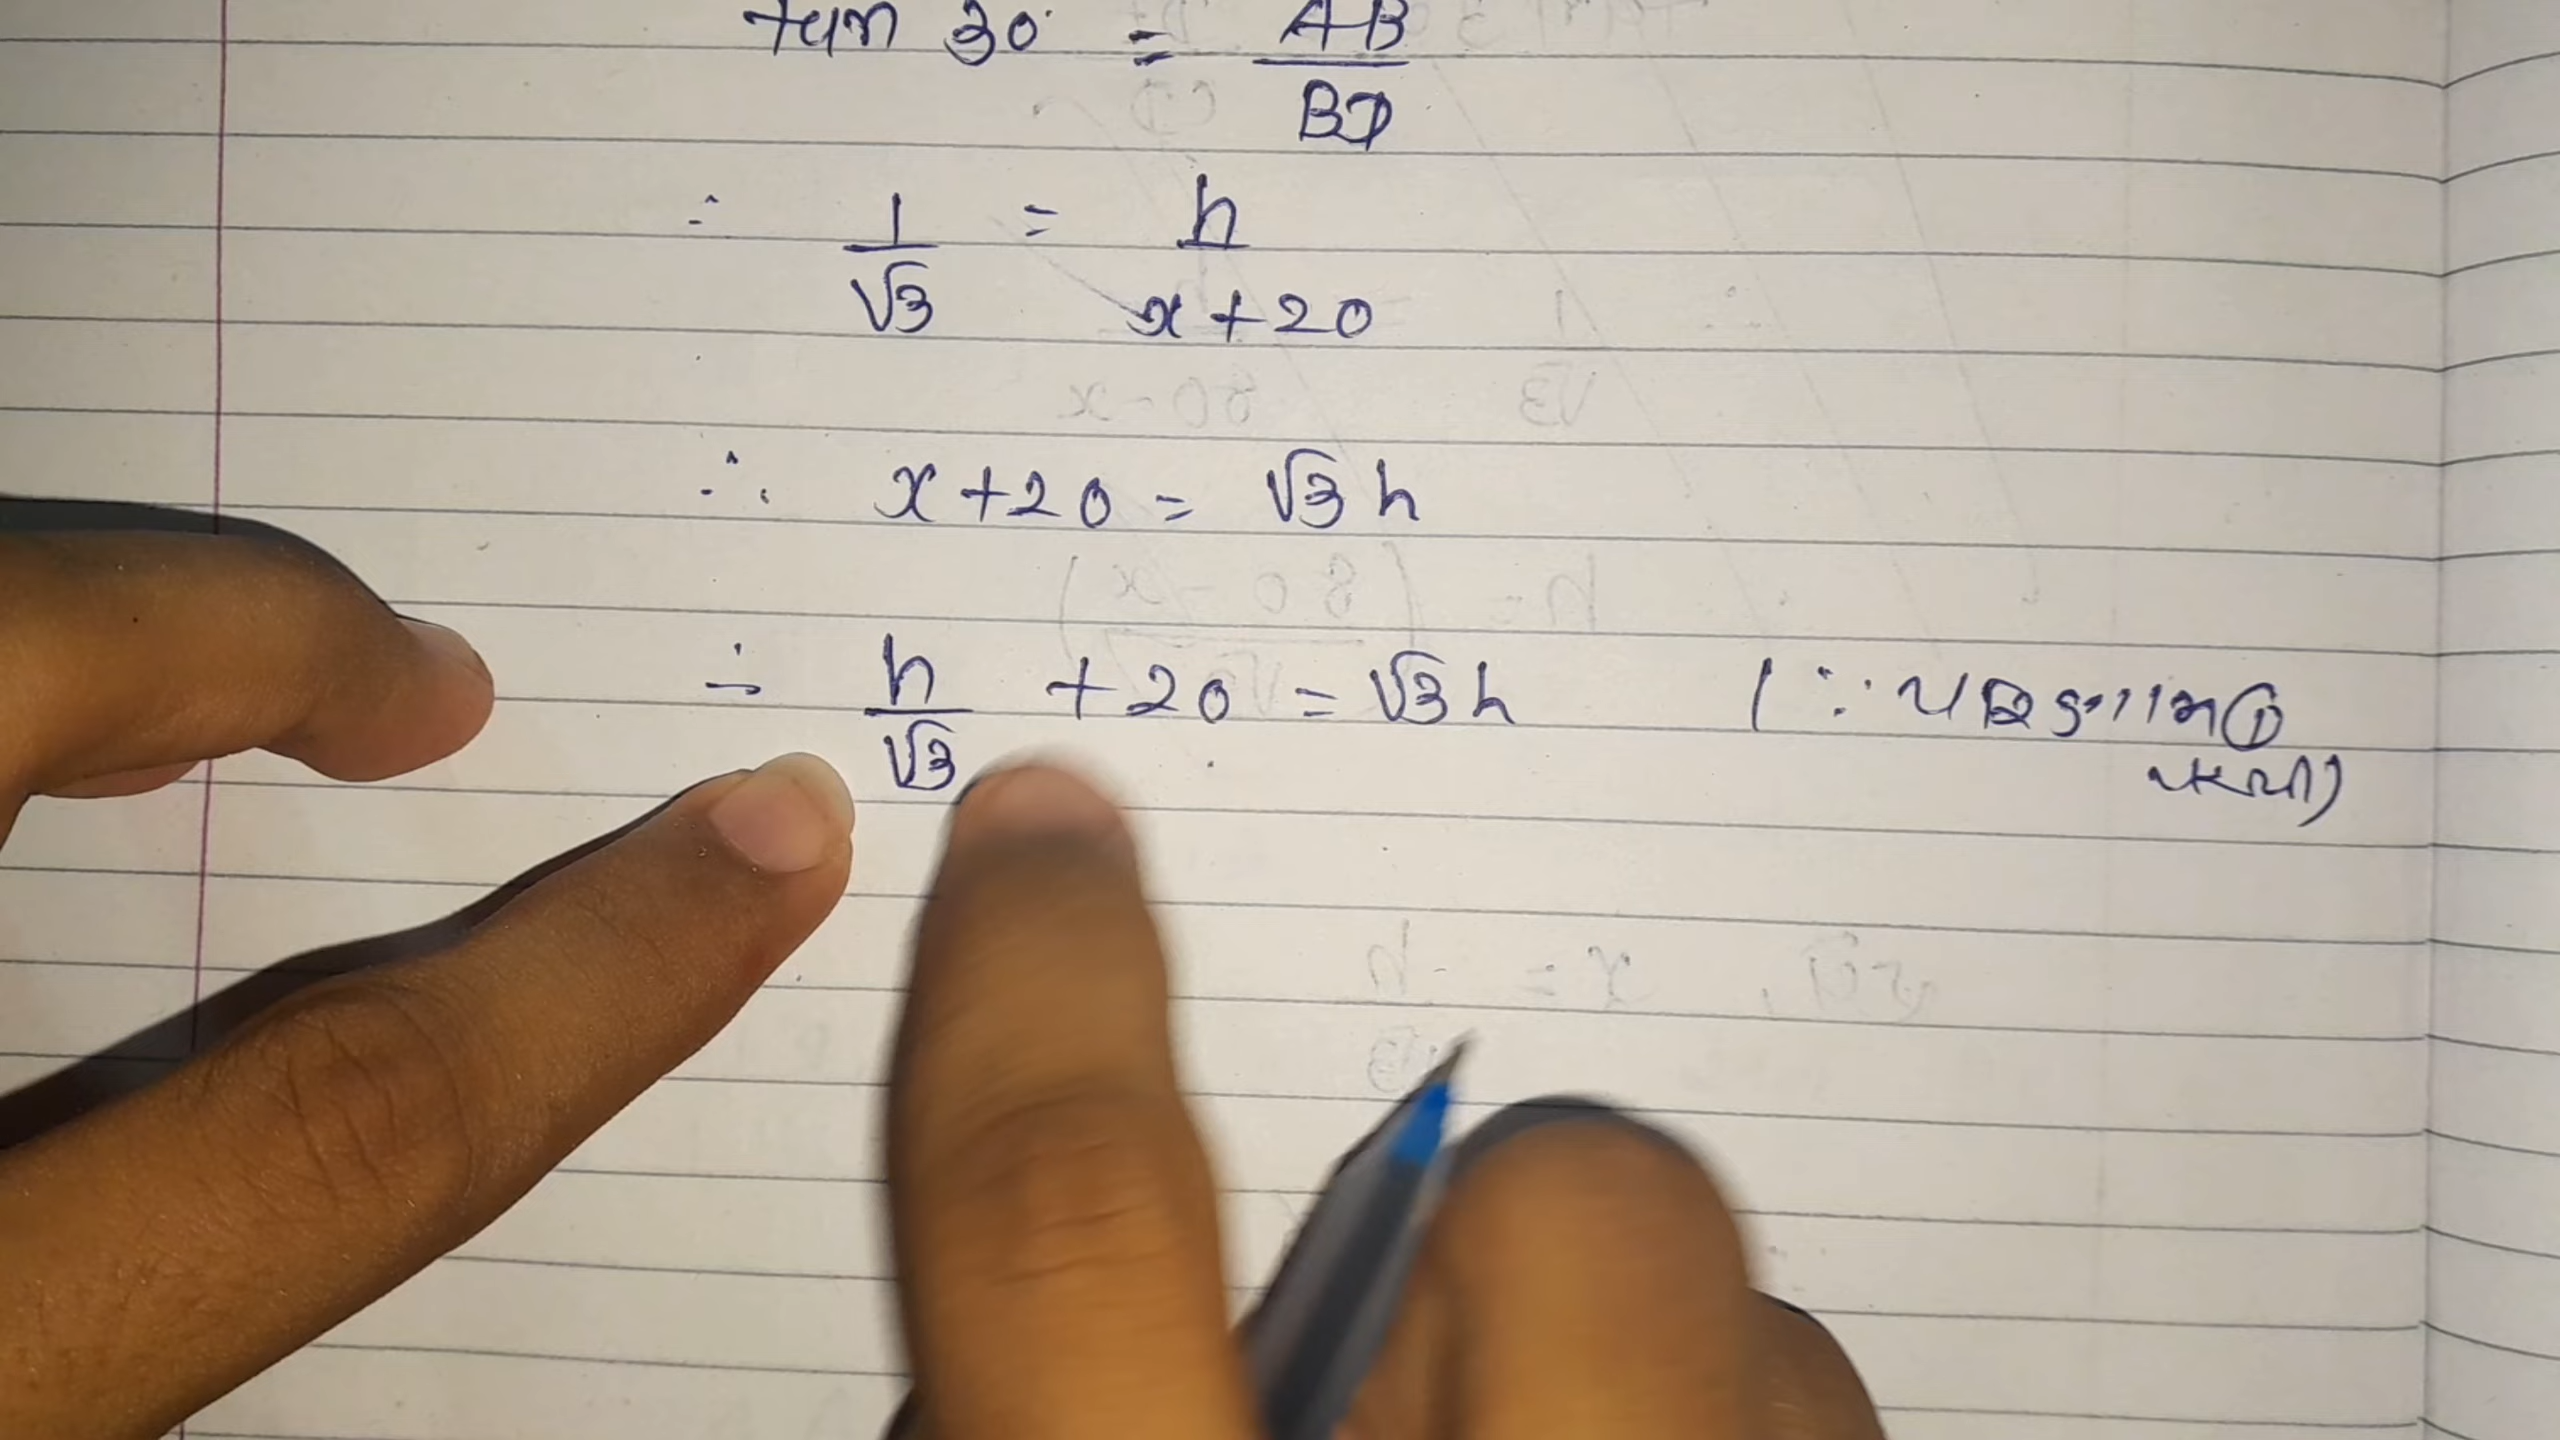 tan 30° = AB / BD
∴ 1/√3 = h / x+20
∴ x+20 = √3 h
∴ h/√3 + 20 = √3 h (∵ પરિણામ ① પરથી)